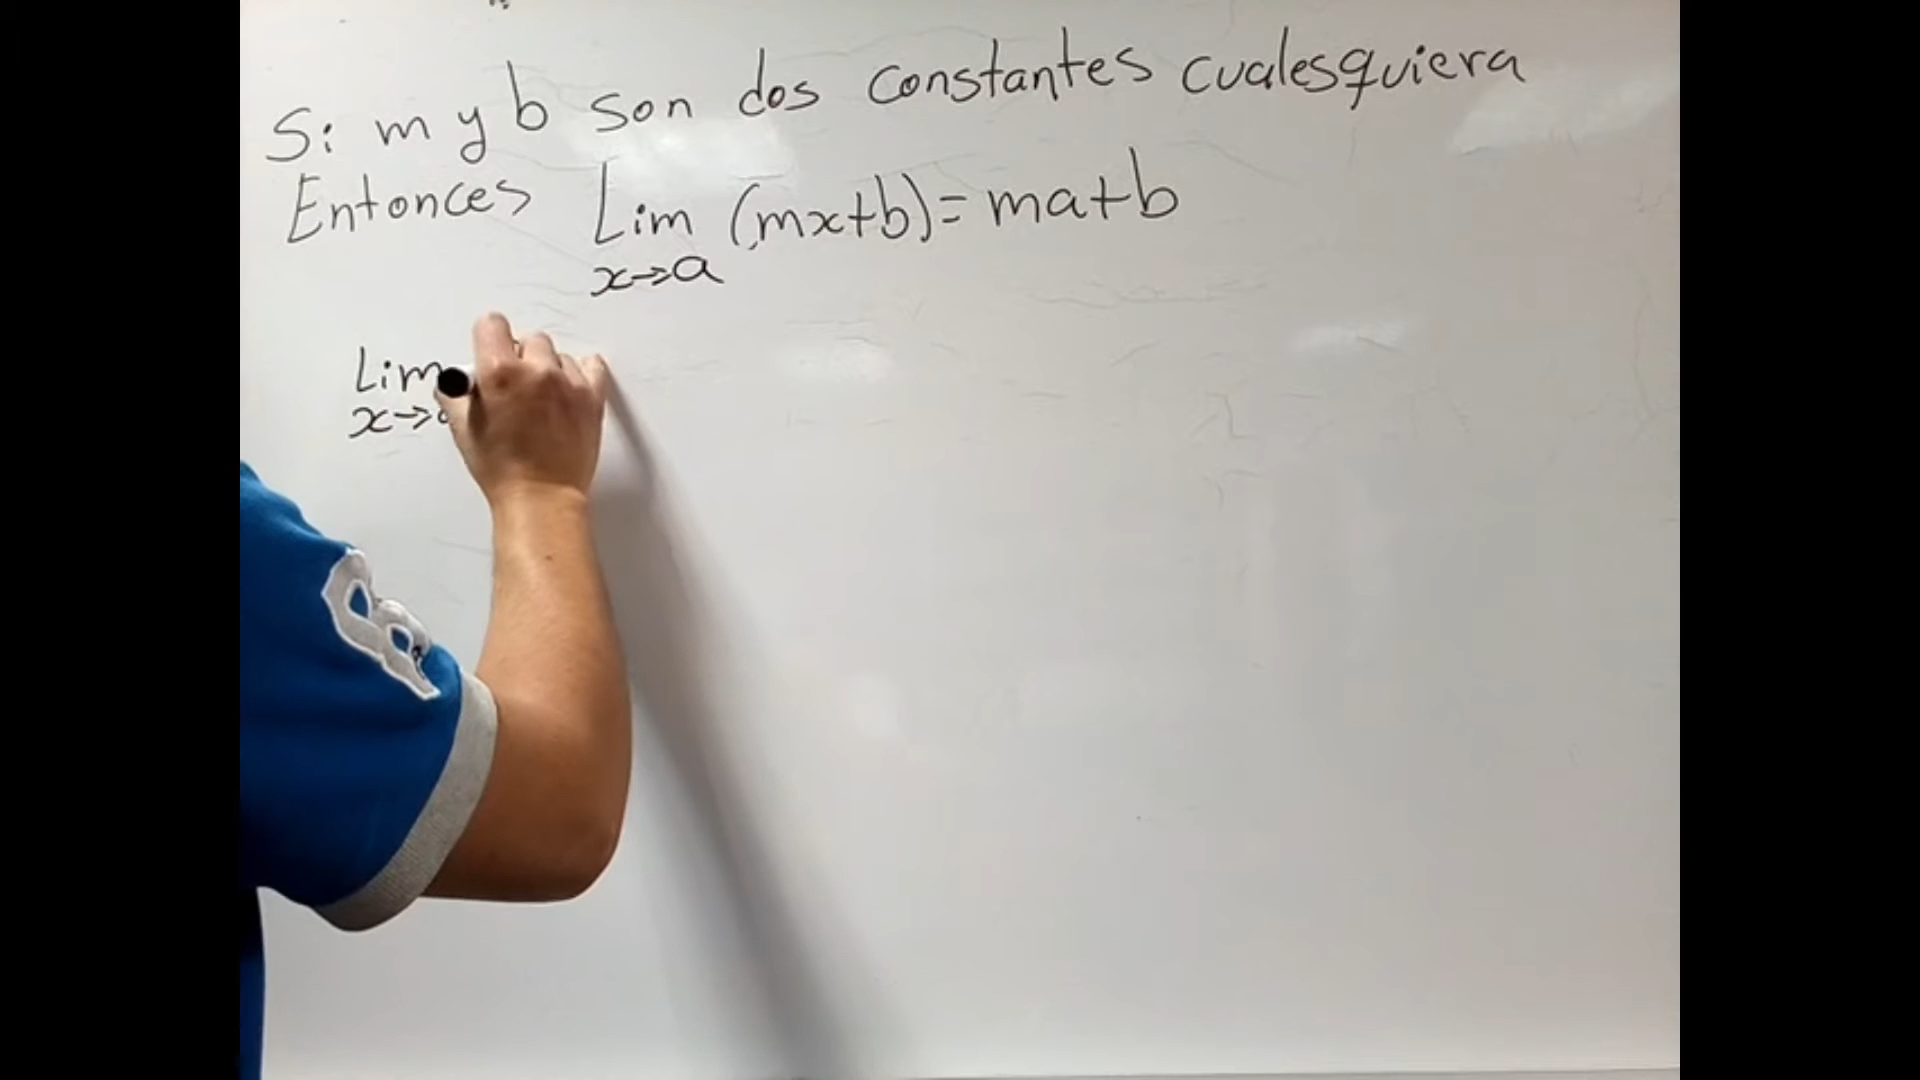 Si m y b son dos constantes cualesquiera
Entonces Lim (mx+b)=ma+b
x→a
Lim
x→